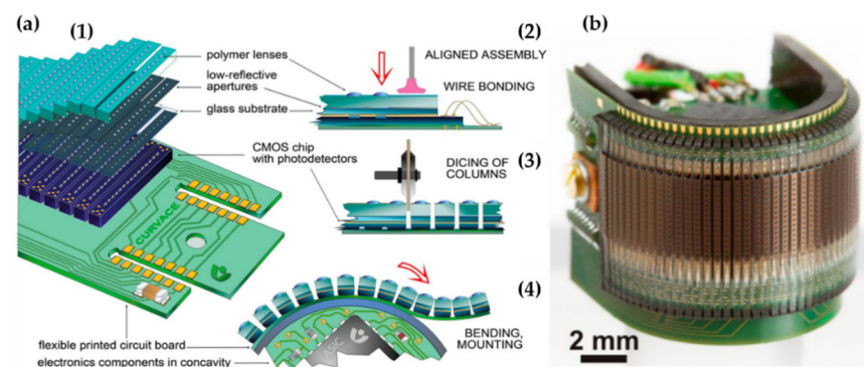 (a)
(1)
polymer lenses
low-reflective
apertures
glass substrate
CMOS chip
with photodetectors
CURVACE
flexible printed circuit board
electronics components in concavity
(2)
ALIGNED ASSEMBLY
WIRE BONDING
(3)
DICING OF
COLUMNS
(4)
BENDING,
MOUNTING
ASIC
(b)
2 mm